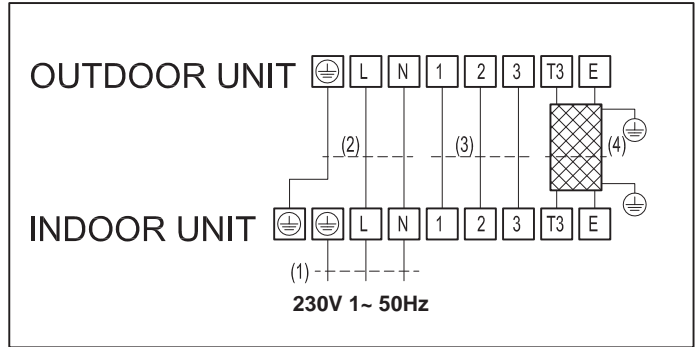 OUTDOOR UNIT L N 1 2 3 T3 E
(2) (3) (4)
INDOOR UNIT L N 1 2 3 T3 E
(1)
230V 1~ 50Hz